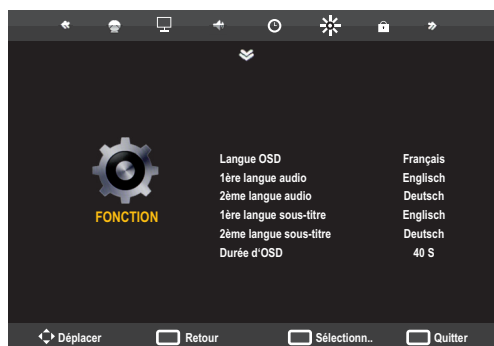 Langue OSD Français
1ère langue audio Englisch
2ème langue audio Deutsch
1ère langue sous-titre Englisch
2ème langue sous-titre Deutsch
Durée d‘OSD 40 S
FONCTION
Déplacer Retour Sélectionn.. Quitter